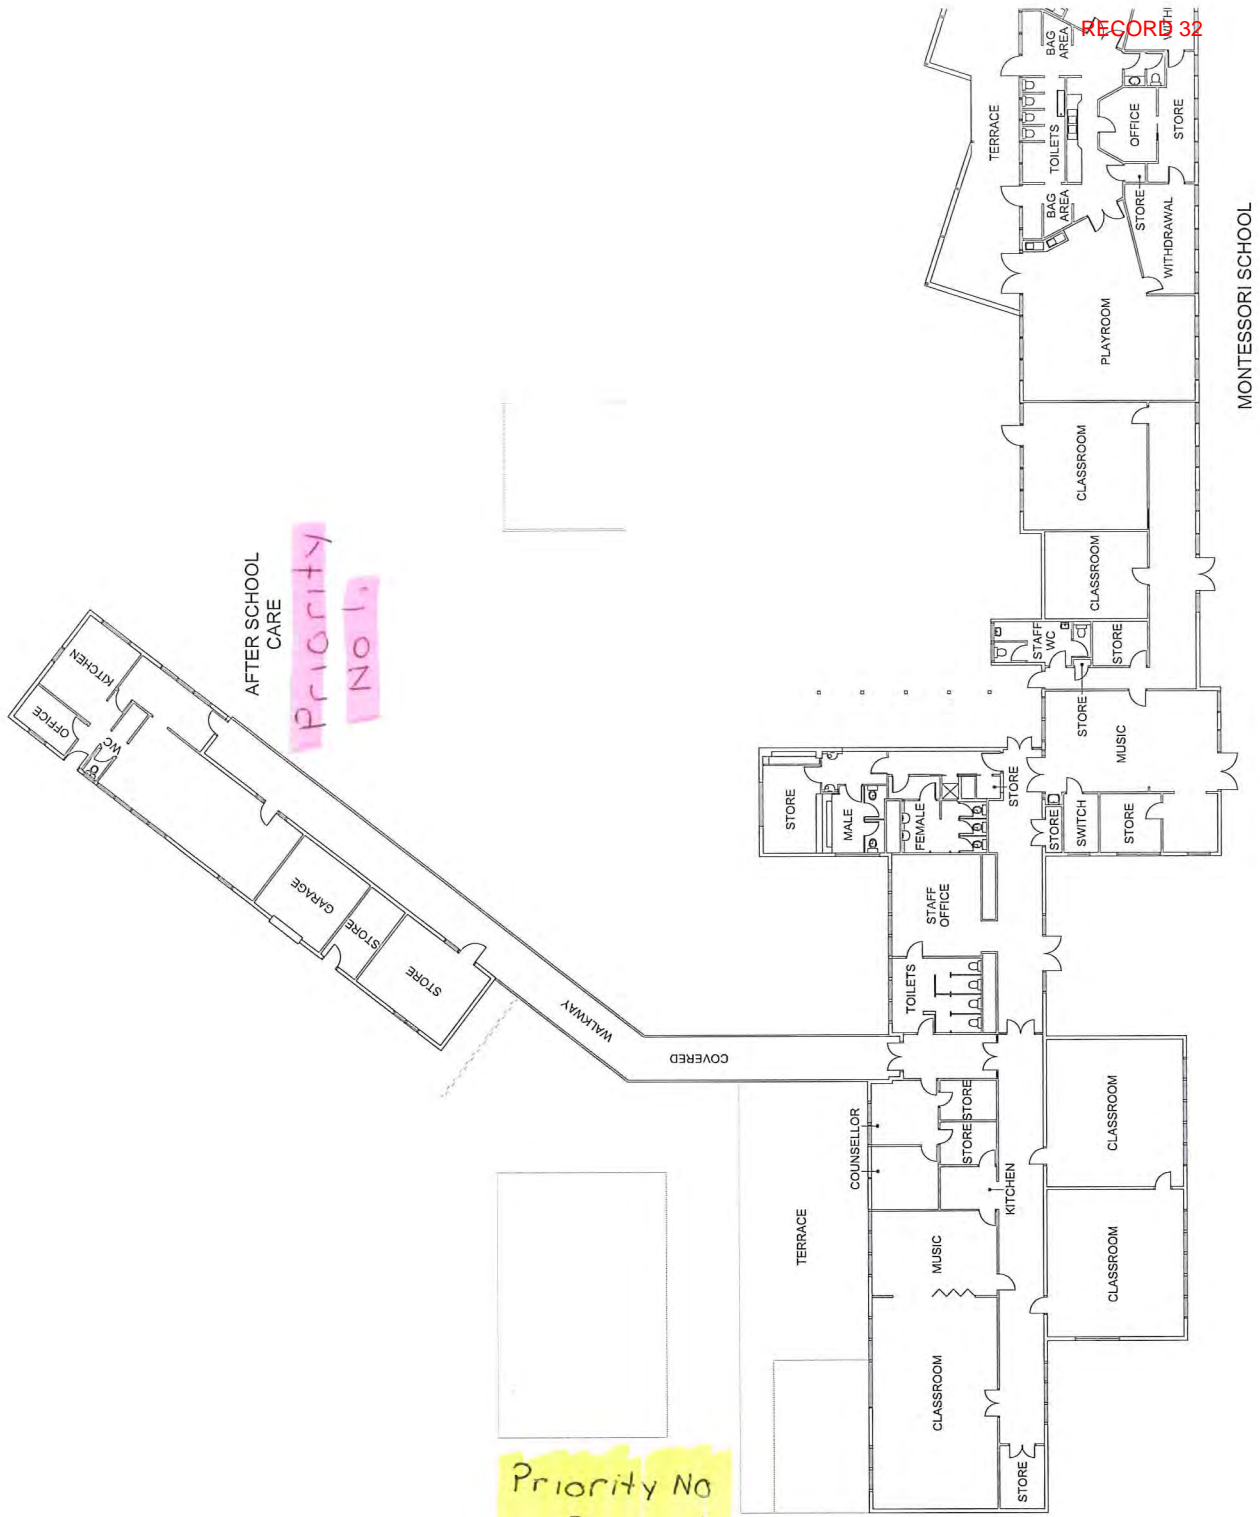 RECORD 32
BAG
AREA
WITH
TERRACE
TOILETS
OFFICE
STORE
BAG
AREA
STORE
WITHDRAWAL
PLAYROOM
MONTESSORI SCHOOL
CLASSROOM
CLASSROOM
AFTER SCHOOL
CARE
Priority
No 1.
KITCHEN
OFFICE
WC
GARAGE
STORE
STORE
COVERED WALKWAY
STAFF
WC
STORE
STORE
MUSIC
STORE
MALE
FEMALE
STORE
STORE
SWITCH
STORE
STAFF
OFFICE
TOILETS
COUNSELLOR
STORE
STORE
KITCHEN
CLASSROOM
TERRACE
MUSIC
CLASSROOM
CLASSROOM
STORE
Priority No